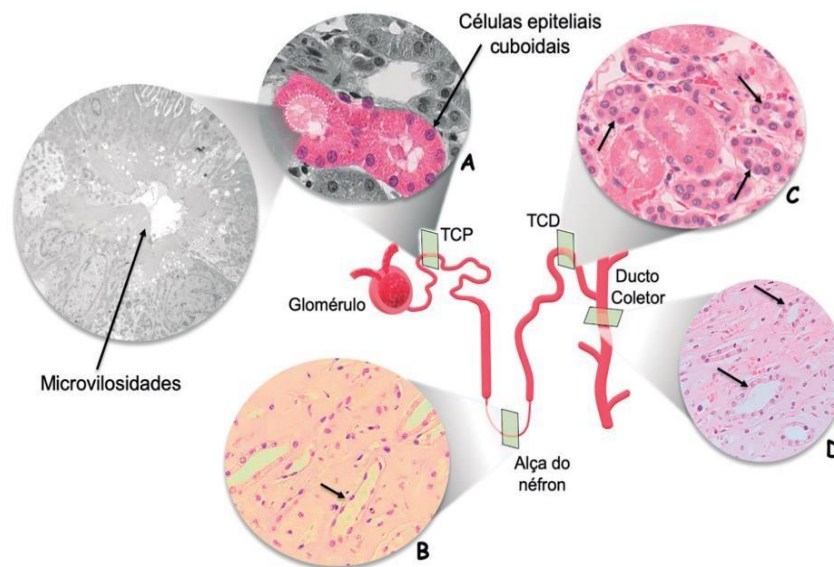 Células epiteliais
cuboidais
A
C
TCP
TCD
Glomérulo
Ducto
Coletor
Microvilosidades
Alça do
néfron
B
D